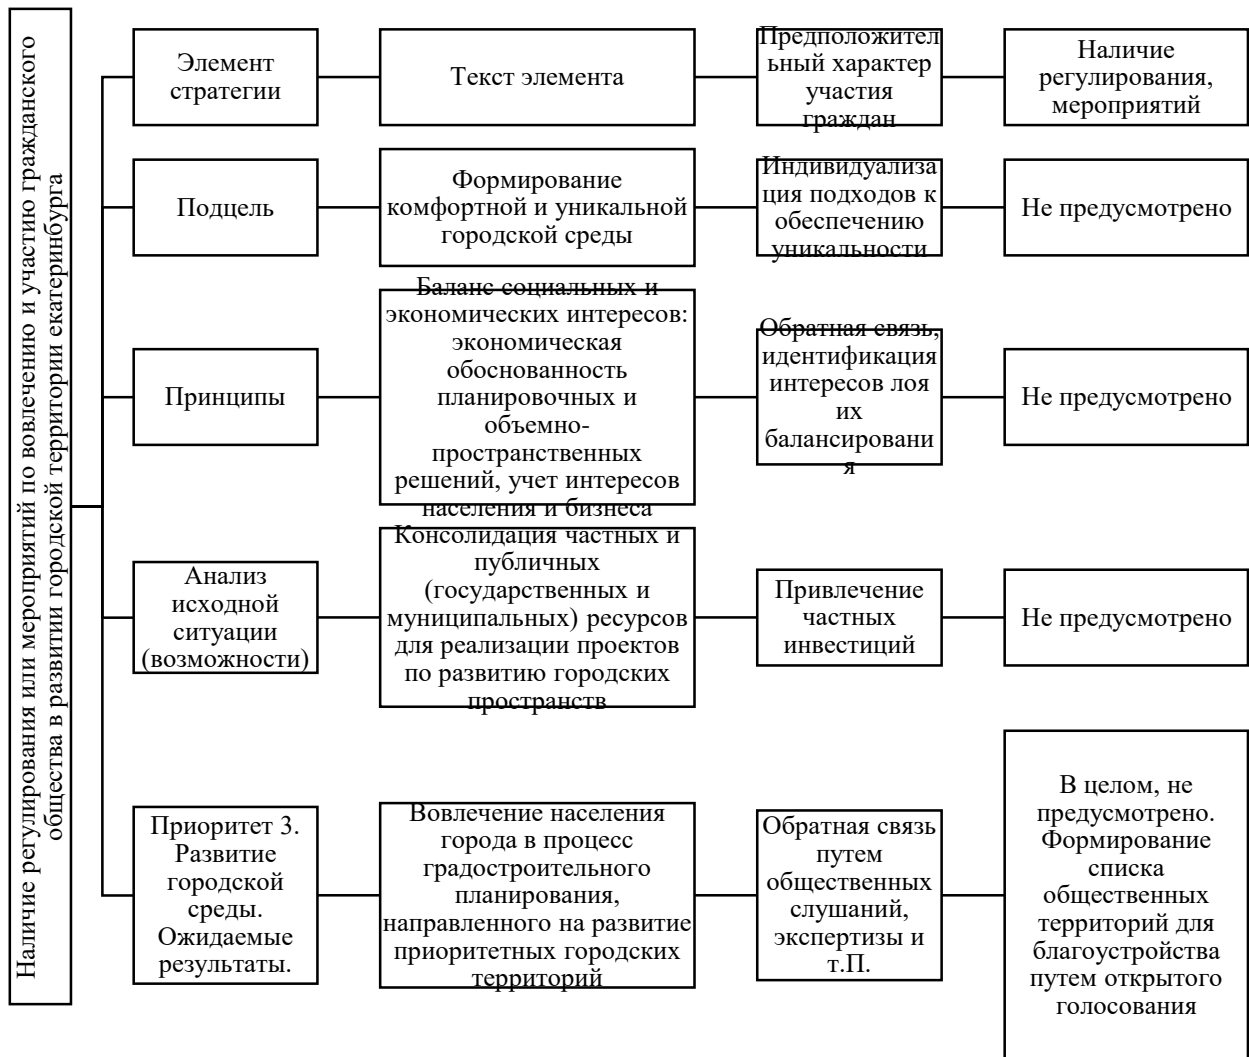 Наличие регулирования или мероприятий по вовлечению и участию гражданского
общества в развитии городской территории екатеринбурга
Элемент
стратегии
Текст элемента
Предположител
ьный характер
участия
граждан
Наличие
регулирования,
мероприятий
Подцель
Формирование
комфортной и уникальной
городской среды
Индивидуализа
ция подходов к
обеспечению
уникальности
Не предусмотрено
Принципы
Баланс социальных и
экономических интересов:
экономическая
обоснованность
планировочных и
объемно-
пространственных
решений, учет интересов
населения и бизнеса
Обратная связь,
идентификация
интересов лоя
их
балансировани
я
Не предусмотрено
Анализ
исходной
ситуации
(возможности)
Консолидация частных и
публичных
(государственных и
муниципальных) ресурсов
для реализации проектов
по развитию городских
пространств
Привлечение
частных
инвестиций
Не предусмотрено
Приоритет 3.
Развитие
городской
среды.
Ожидаемые
результаты.
Вовлечение населения
города в процесс
градостроительного
планирования,
направленного на развитие
приоритетных городских
территорий
Обратная связь
путем
общественных
слушаний,
экспертизы и
т.П.
В целом, не
предусмотрено.
Формирование
списка
общественных
территорий для
благоустройства
путем открытого
голосования